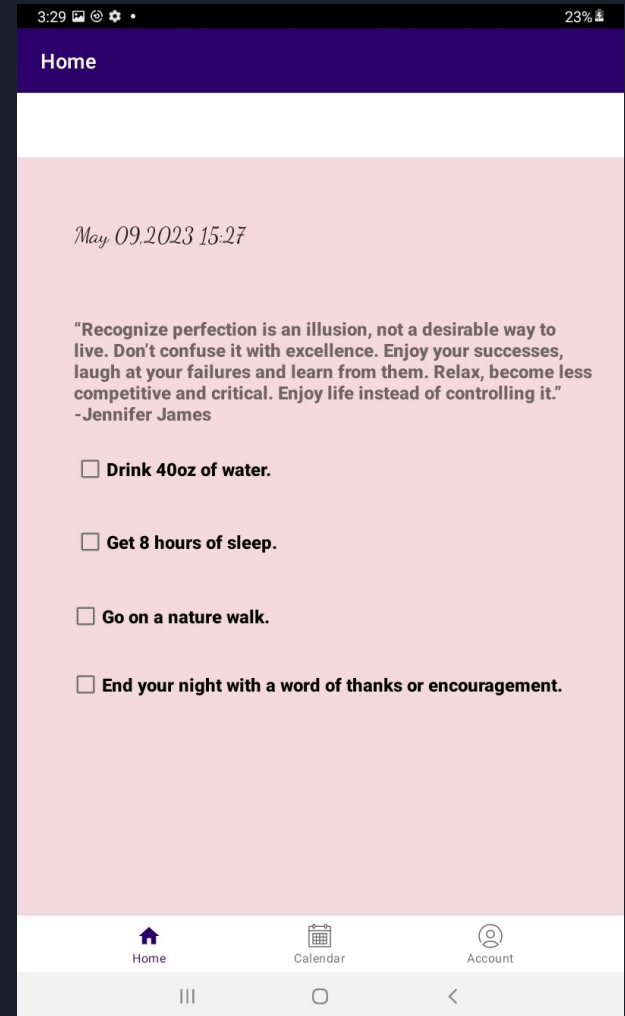 3:29
23%
Home
May 09,2023 15:27
“Recognize perfection is an illusion, not a desirable way to
live. Don’t confuse it with excellence. Enjoy your successes,
laugh at your failures and learn from them. Relax, become less
competitive and critical. Enjoy life instead of controlling it.”
-Jennifer James
Drink 40oz of water.
Get 8 hours of sleep.
Go on a nature walk.
End your night with a word of thanks or encouragement.
Home
Calendar
Account